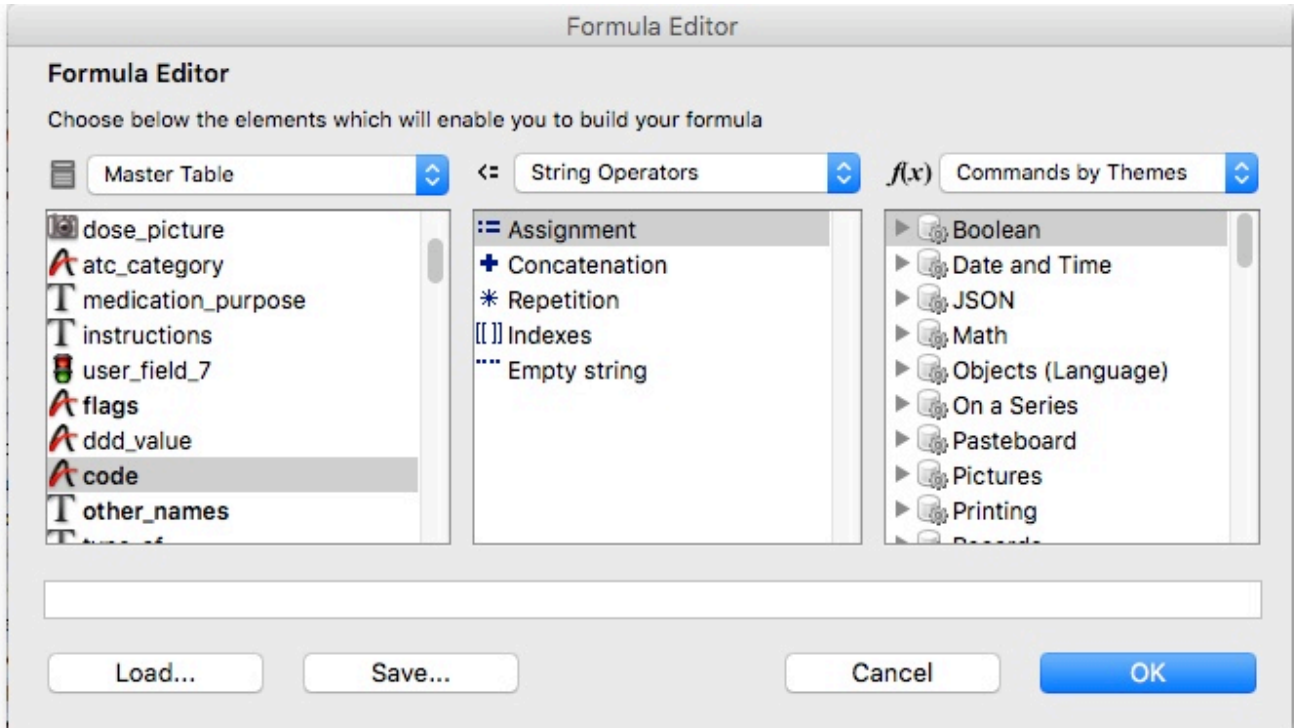 Formula Editor
Formula Editor
Choose below the elements which will enable you to build your formula
Master Table
dose_picture
atc_category
medication_purpose
instructions
user_field_7
flags
ddd_value
code
other_names
<= String Operators
:= Assignment
+ Concatenation
* Repetition
[[ ]] Indexes
"" Empty string
f(x) Commands by Themes
Boolean
Date and Time
JSON
Math
Objects (Language)
On a Series
Pasteboard
Pictures
Printing
Load...
Save...
Cancel
OK